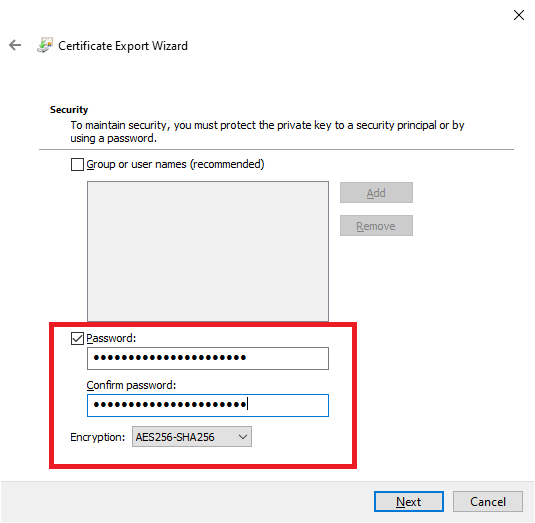 Certificate Export Wizard
Security
To maintain security, you must protect the private key to a security principal or by
using a password.
Group or user names (recommended)
Add
Remove
Password:
●●●●●●●●●●●●●●●●●●●●●●
Confirm password:
●●●●●●●●●●●●●●●●●●●●●●
Encryption: AES256-SHA256
Next Cancel